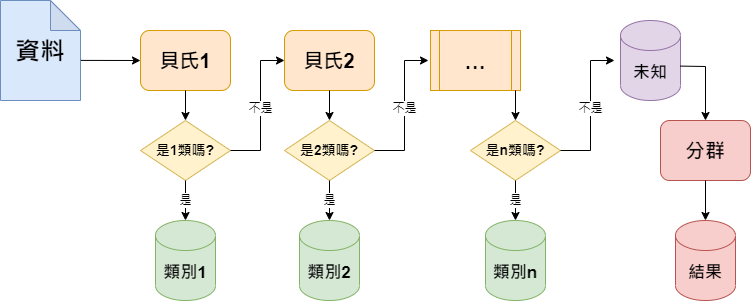 資料
貝氏1
貝氏2
...
未知
不是
不是
不是
是1類嗎?
是2類嗎?
是n類嗎?
分群
是
是
是
類別1
類別2
類別n
結果